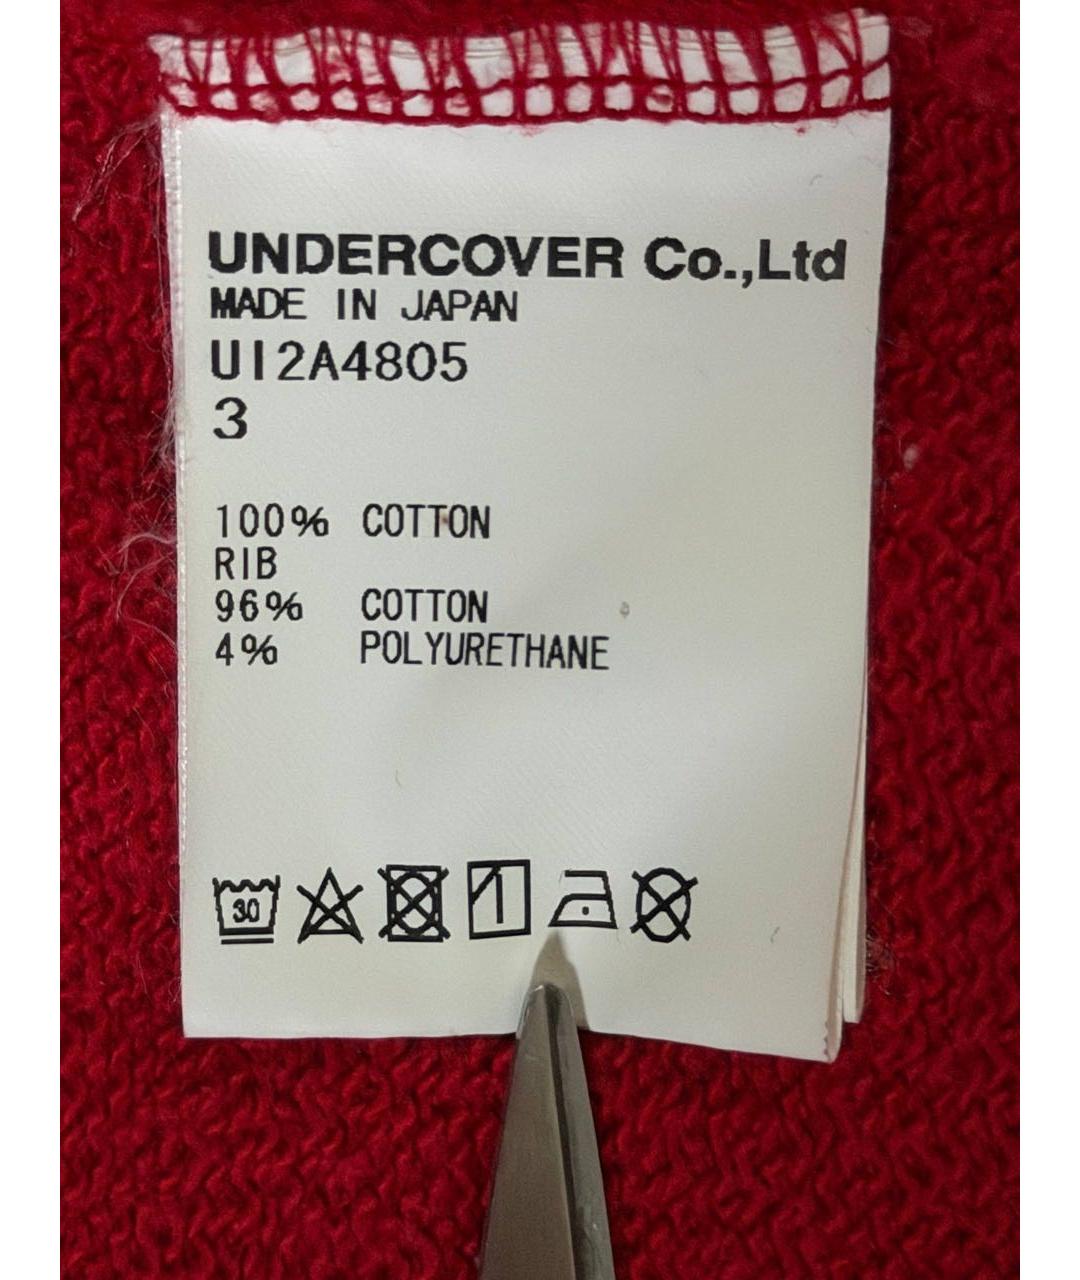 UNDERCOVER Co.,Ltd
MADE IN JAPAN
UI2A4805
3
100% COTTON
RIB
96% COTTON
4% POLYURETHANE
30